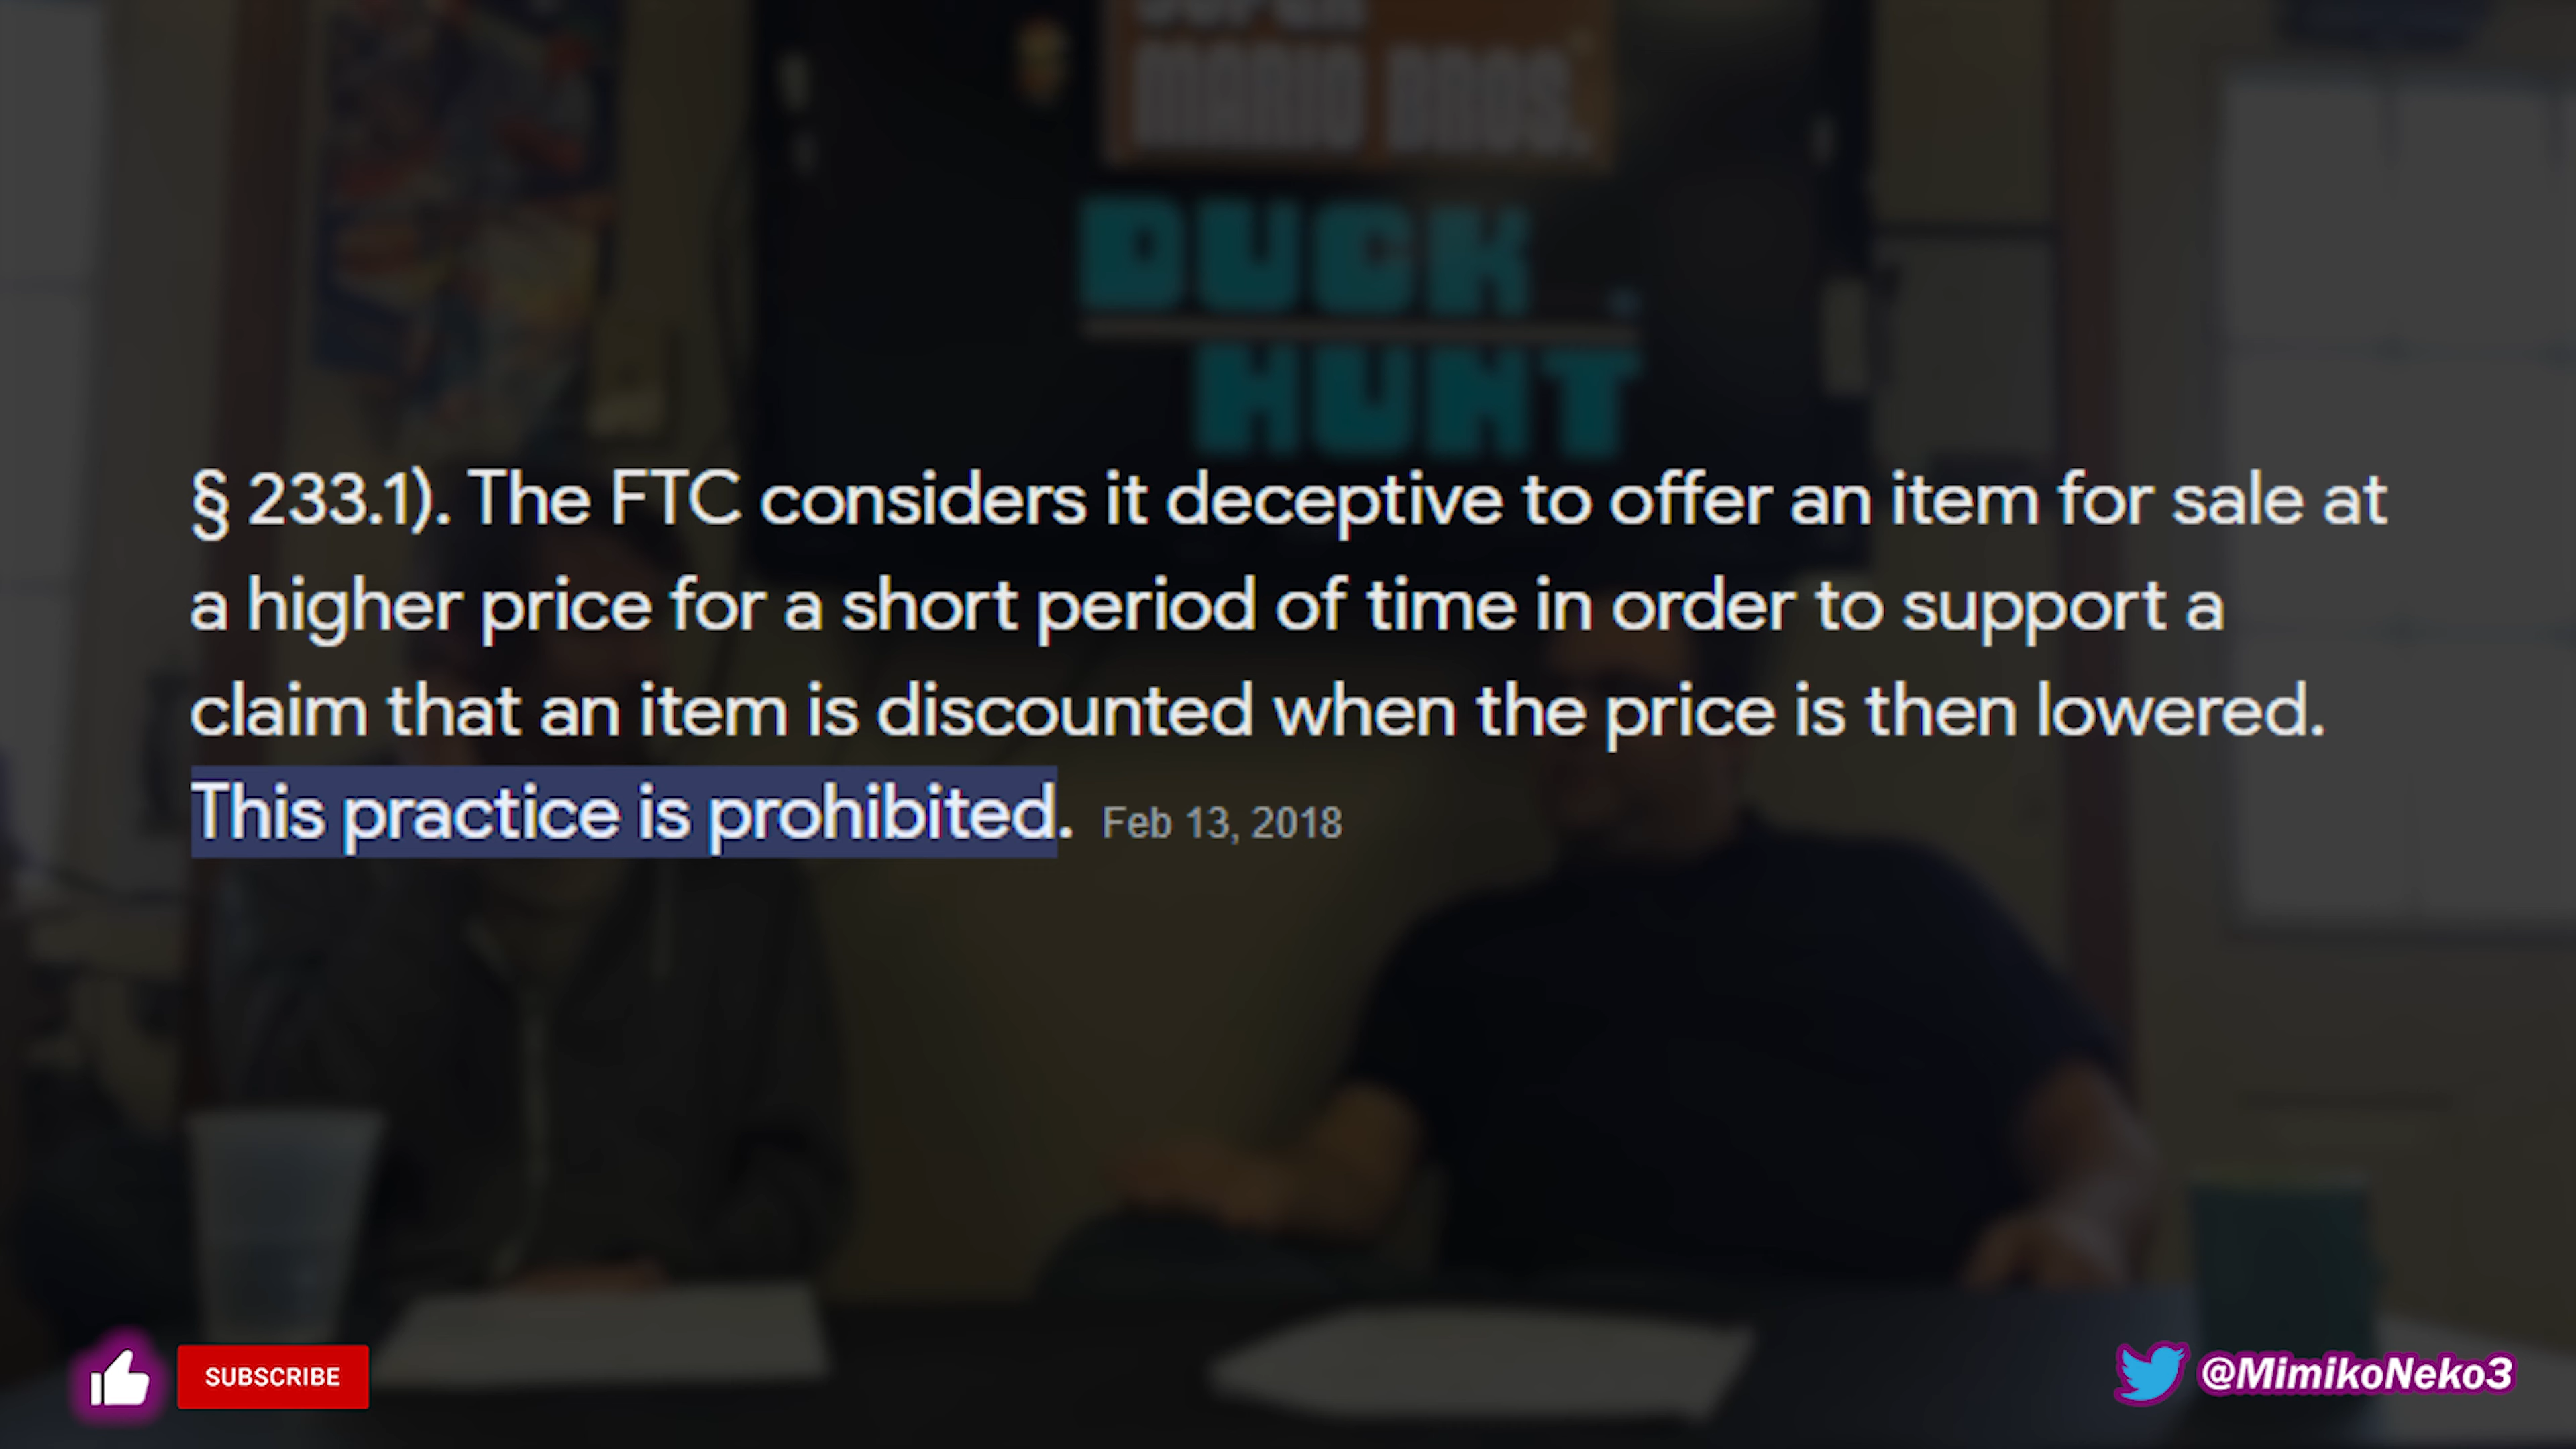 MARIO BROS.
DUCK
HUNT
§ 233.1). The FTC considers it deceptive to offer an item for sale at
a higher price for a short period of time in order to support a
claim that an item is discounted when the price is then lowered.
This practice is prohibited. Feb 13, 2018
SUBSCRIBE
@MimikoNeko3